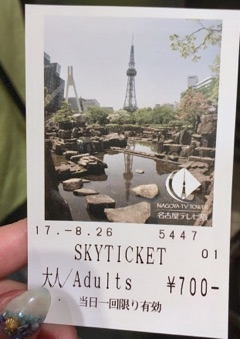 NAGOYA TV TOWER
名古屋テレビ塔
17.-8.26 5447
SKYTICKET 01
大人/Adults ¥700-
当日一回限り有効